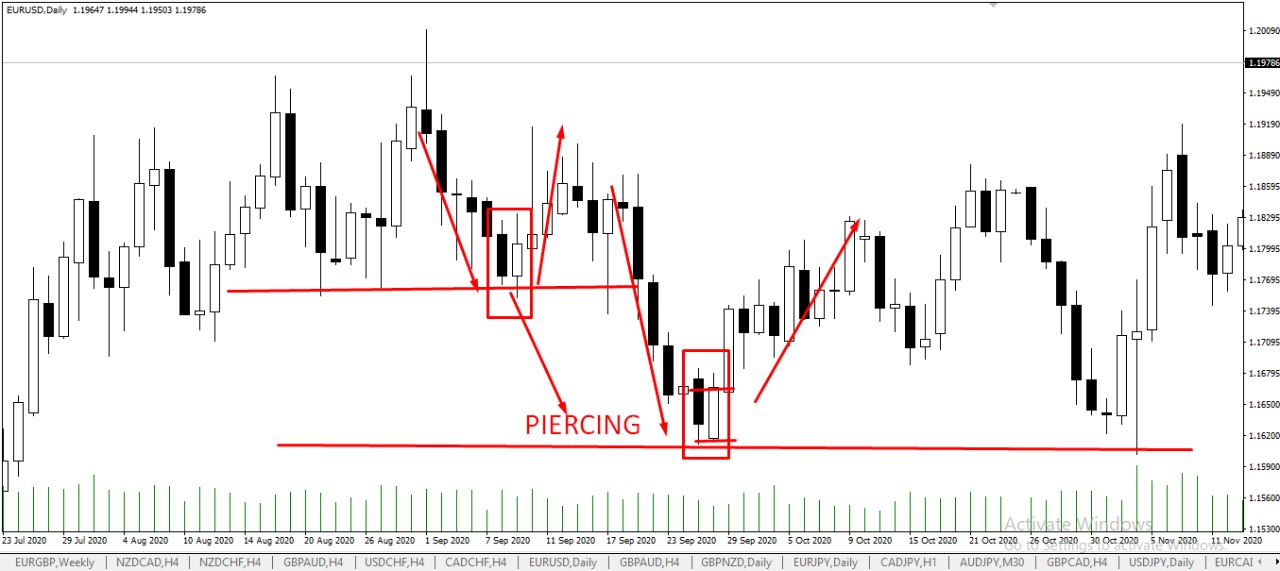 EURUSD,Daily 1.19647 1.19944 1.19503 1.19786
1.20090
1.19786
1.19490
1.19190
1.18890
1.18595
1.18295
1.17995
1.17695
1.17395
1.17095
1.16795
1.16500
1.16200
1.15900
1.15600
1.15300
PIERCING
Activate Windows
Go to Settings to activate Windows.
23 Jul 2020 29 Jul 2020 4 Aug 2020 10 Aug 2020 14 Aug 2020 20 Aug 2020 26 Aug 2020 1 Sep 2020 7 Sep 2020 11 Sep 2020 17 Sep 2020 23 Sep 2020 29 Sep 2020 5 Oct 2020 9 Oct 2020 15 Oct 2020 21 Oct 2020 26 Oct 2020 30 Oct 2020 5 Nov 2020 11 Nov 2020
EURGBP,Weekly NZDCAD,H4 NZDCHF,H4 GBPAUD,H4 USDCHF,H4 CADCHF,H4 EURUSD,Daily GBPAUD,H4 GBPNZD,Daily EURJPY,Daily CADJPY,H1 AUDJPY,M30 GBPCAD,H4 USDJPY,Daily EURCAI